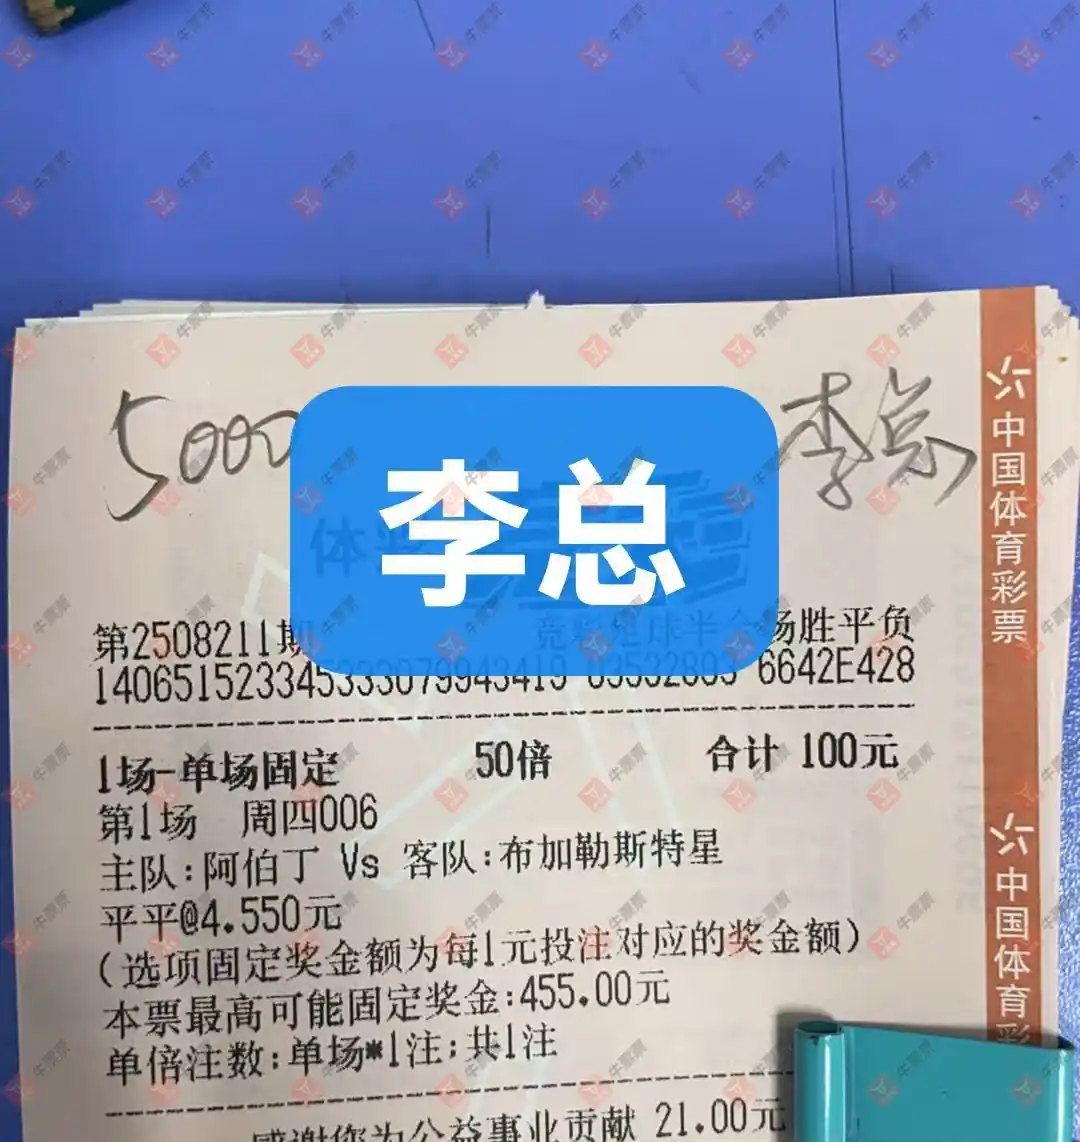 5000
李总
李总
第2508211期 竞彩足球半全场胜平负
6642E428
1场-单场固定 50倍 合计 100元
第1场 周四006
主队:阿伯丁 Vs 客队:布加勒斯特星
平平@4.550元
(选项固定奖金额为每1元投注对应的奖金额)
本票最高可能固定奖金:455.00元
单倍注数:单场*1注;共1注
感谢您为公益事业贡献 21.00元
中国体育彩票
中国体育彩
牛票票